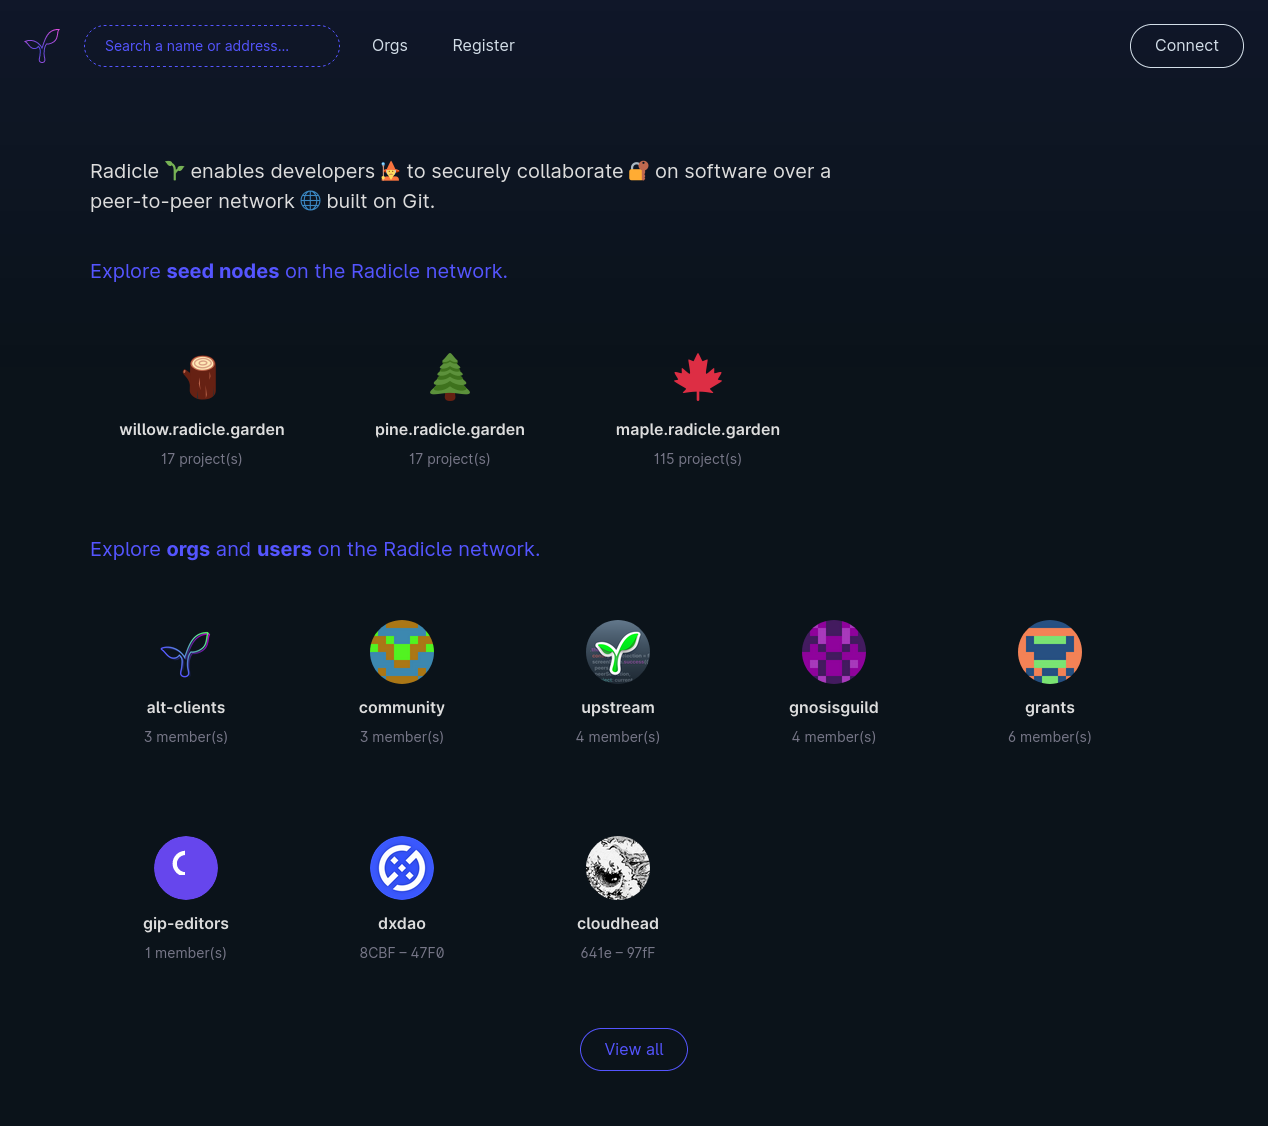 Search a name or address...
Orgs
Register
Connect
Radicle 🌱 enables developers 🧙 to securely collaborate 🔐 on software over a
peer-to-peer network 🌐 built on Git.
Explore seed nodes on the Radicle network.
willow.radicle.garden
pine.radicle.garden
maple.radicle.garden
17 project(s)
17 project(s)
115 project(s)
Explore orgs and users on the Radicle network.
alt-clients
community
upstream
gnosisguild
grants
3 member(s)
3 member(s)
4 member(s)
4 member(s)
6 member(s)
gip-editors
dxdao
cloudhead
1 member(s)
8CBF – 47F0
641e – 97fF
View all